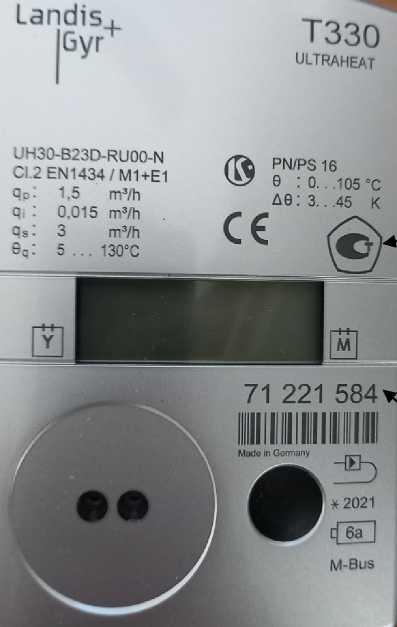 Landis+
Gyr
T330
ULTRAHEAT
UH30-B23D-RU00-N
Cl.2 EN1434 / M1+E1
qp: 1,5 m³/h
qi: 0,015 m³/h
qs: 3 m³/h
θq: 5 ... 130°C
PN/PS 16
θ : 0...105 °C
Δθ: 3...45 K
CE
Y
M
71 221 584
Made in Germany
* 2021
6a
M-Bus